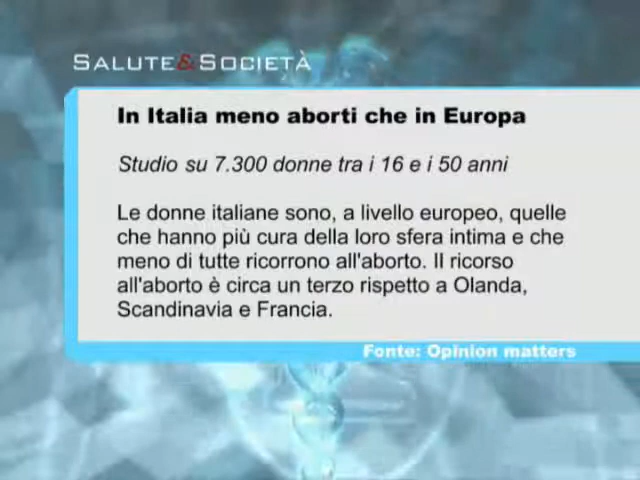 SALUTE&SOCIETÀ
In Italia meno aborti che in Europa
Studio su 7.300 donne tra i 16 e i 50 anni
Le donne italiane sono, a livello europeo, quelle
che hanno più cura della loro sfera intima e che
meno di tutte ricorrono all'aborto. Il ricorso
all'aborto è circa un terzo rispetto a Olanda,
Scandinavia e Francia.
Fonte: Opinion matters